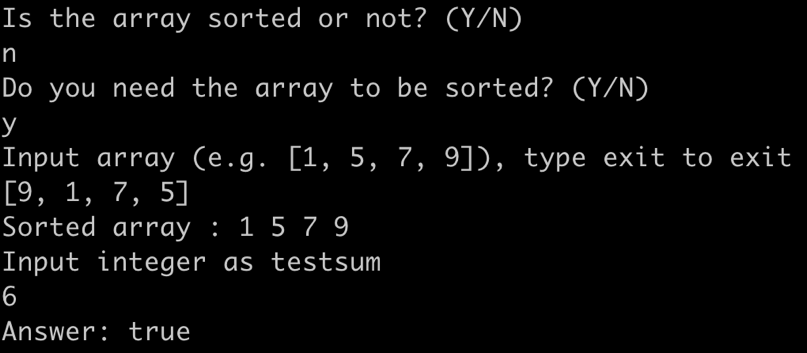 Is the array sorted or not? (Y/N)
n
Do you need the array to be sorted? (Y/N)
y
Input array (e.g. [1, 5, 7, 9]), type exit to exit
[9, 1, 7, 5]
Sorted array : 1 5 7 9
Input integer as testsum
6
Answer: true